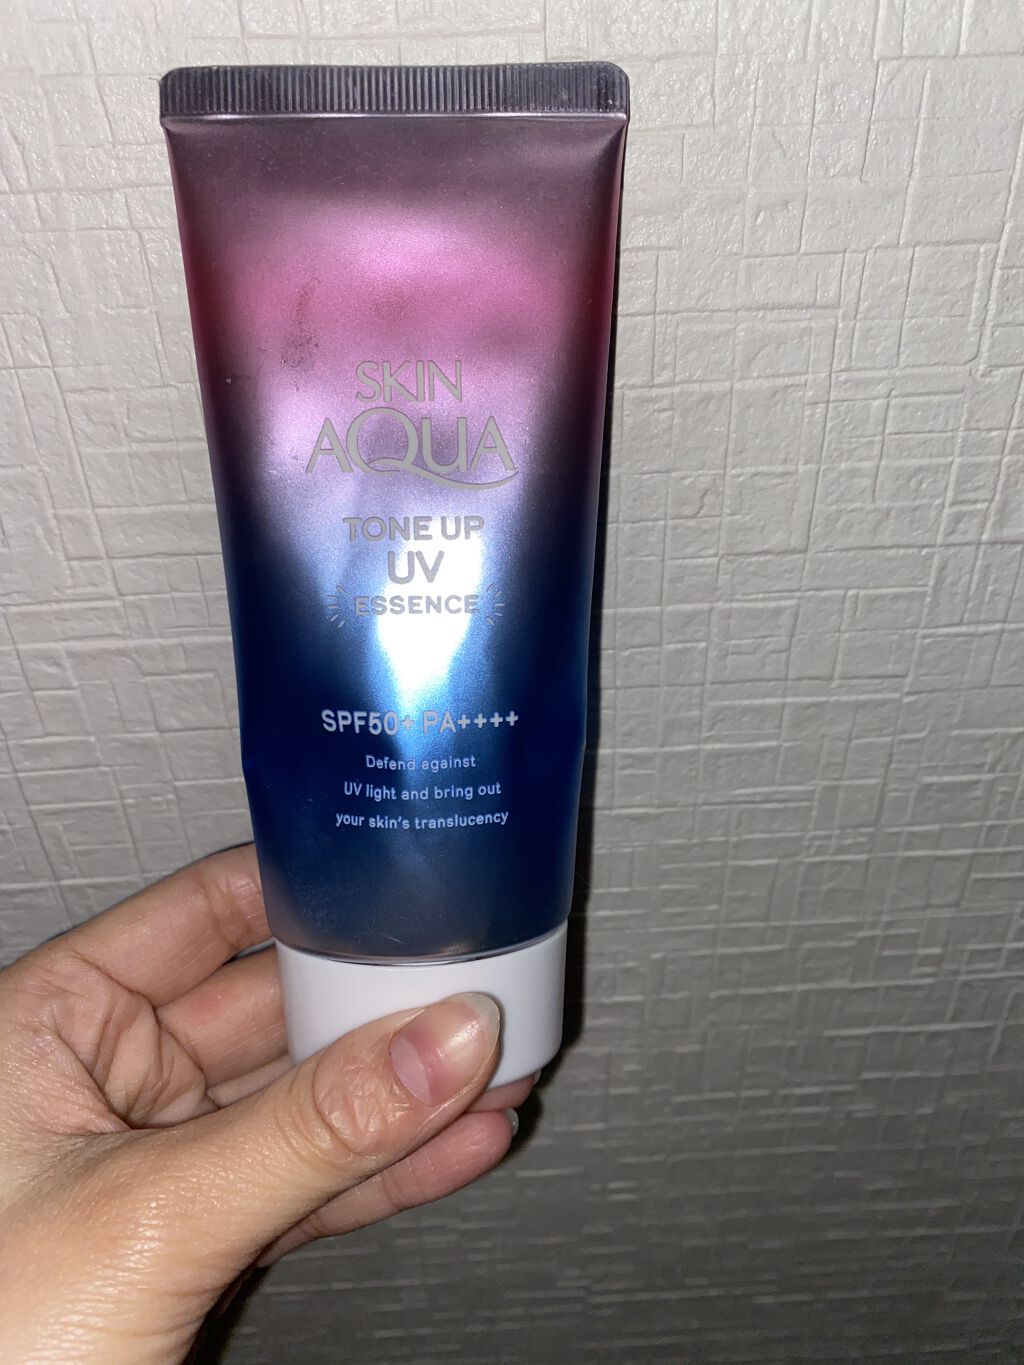 SKIN
AQUA
TONE UP
UV
ESSENCE
SPF50+ PA++++
Defend against
UV light and bring out
your skin's translucency